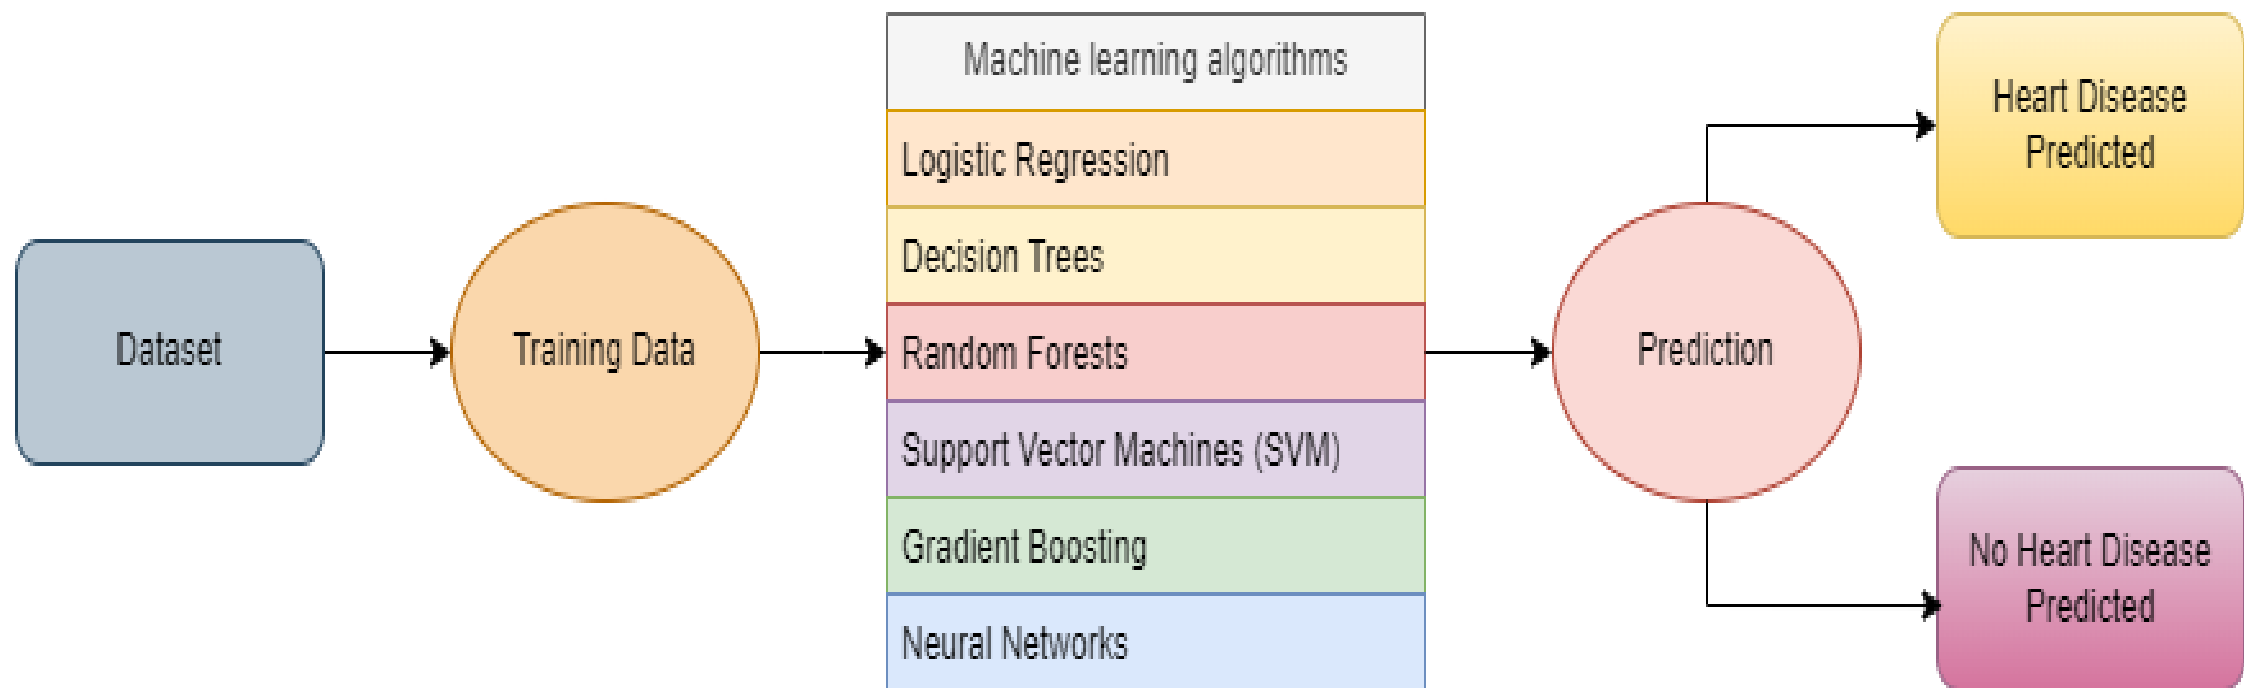 Dataset
Training Data
Machine learning algorithms
Logistic Regression
Decision Trees
Random Forests
Support Vector Machines (SVM)
Gradient Boosting
Neural Networks
Prediction
Heart Disease
Predicted
No Heart Disease
Predicted